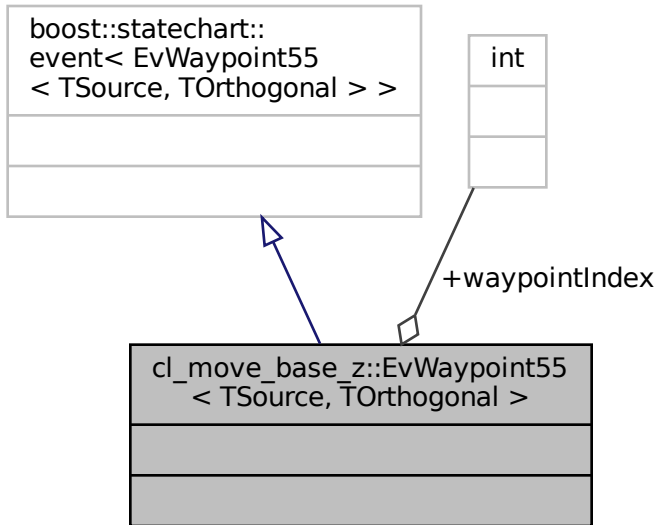 boost::statechart::
event< EvWaypoint55
< TSource, TOrthogonal > >
int
+waypointIndex
cl_move_base_z::EvWaypoint55
< TSource, TOrthogonal >